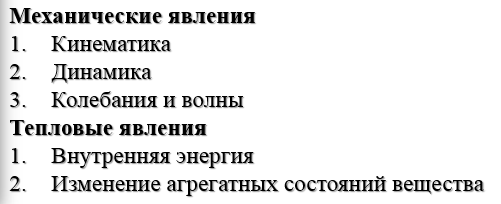 Механические явления
1. Кинематика
2. Динамика
3. Колебания и волны
Тепловые явления
1. Внутренняя энергия
2. Изменение агрегатных состояний вещества